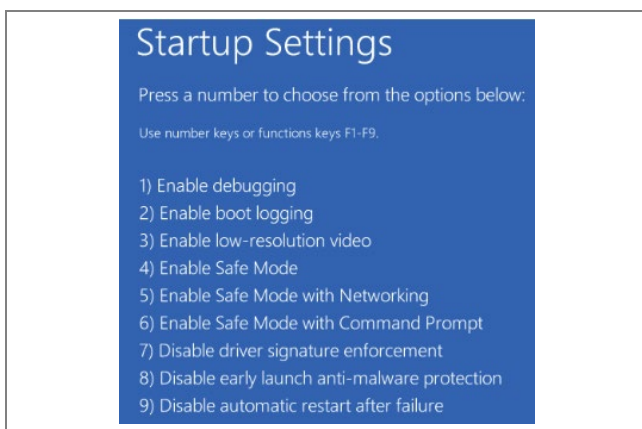 Startup Settings
Press a number to choose from the options below:
Use number keys or functions keys F1-F9.
1) Enable debugging
2) Enable boot logging
3) Enable low-resolution video
4) Enable Safe Mode
5) Enable Safe Mode with Networking
6) Enable Safe Mode with Command Prompt
7) Disable driver signature enforcement
8) Disable early launch anti-malware protection
9) Disable automatic restart after failure